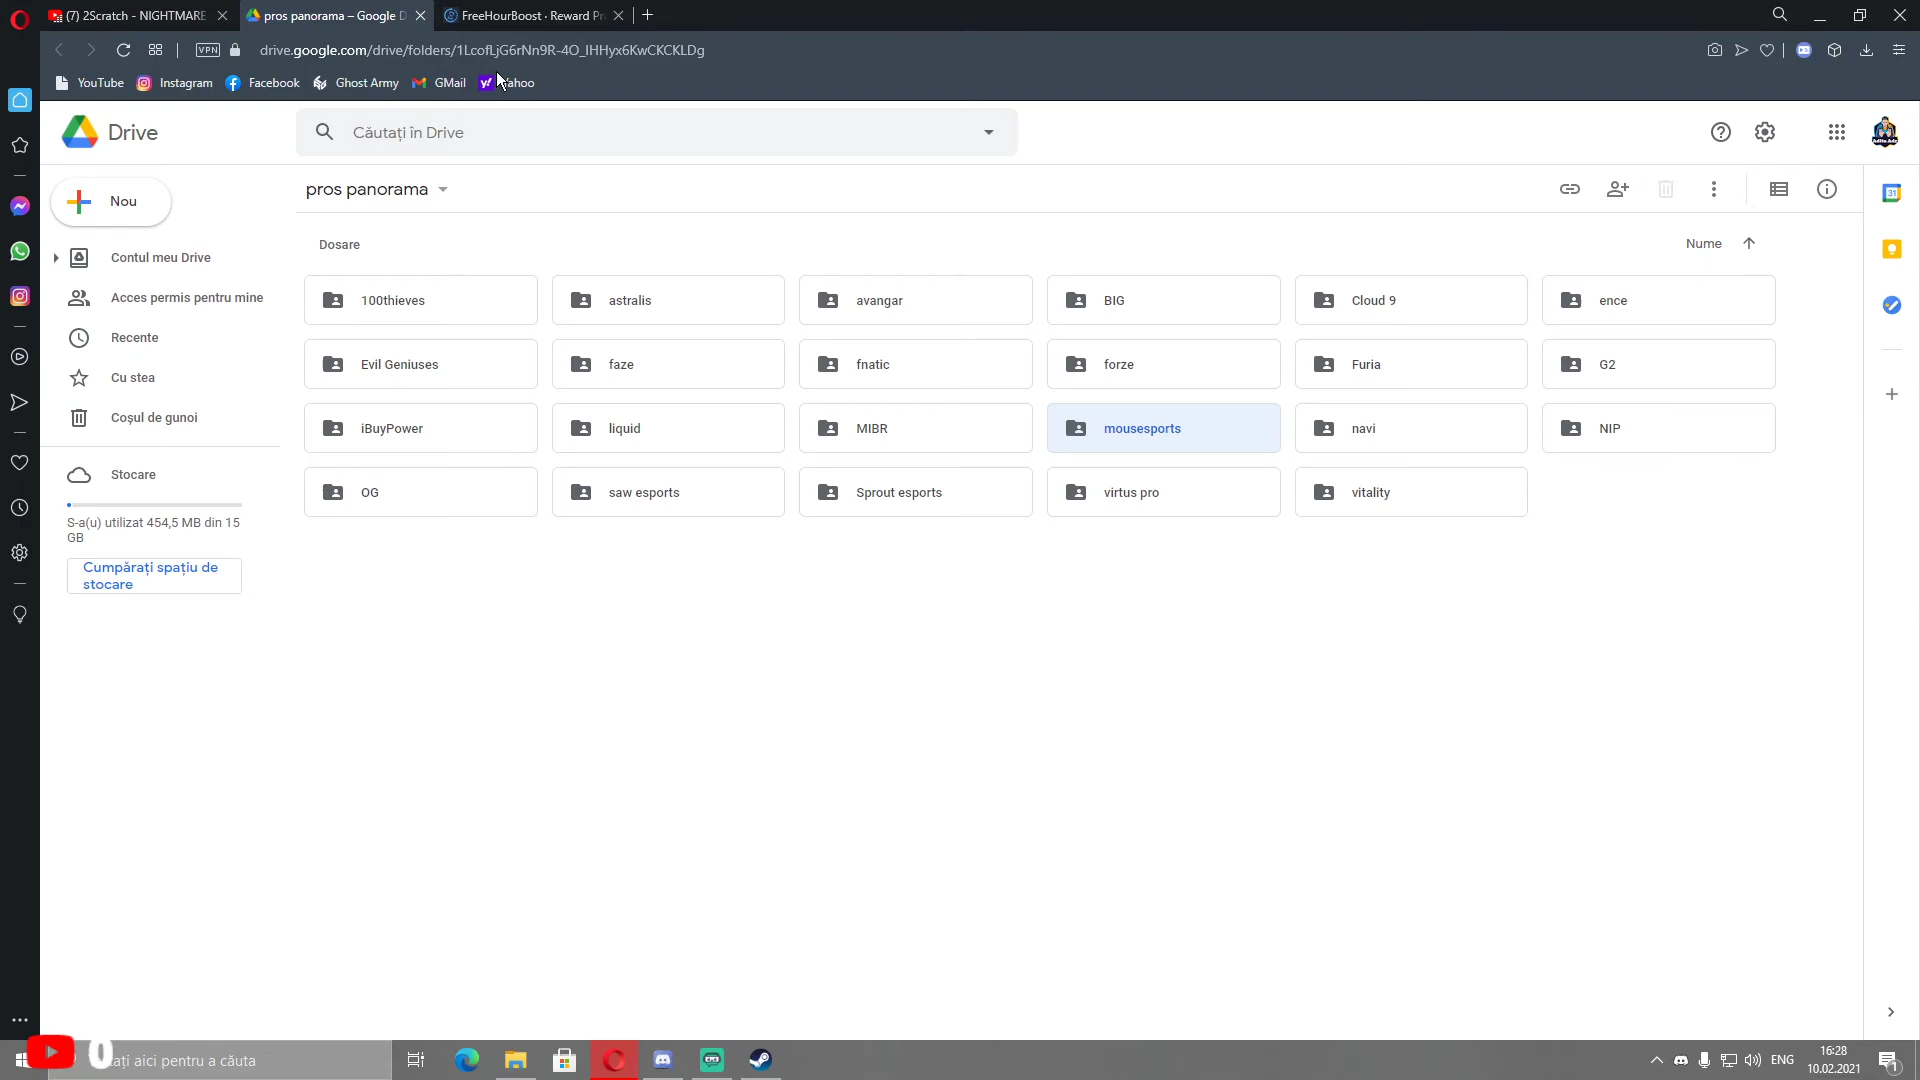 (7) 2Scratch - NIGHTMARE
pros panorama – Google D
FreeHourBoost · Reward Pr
VPN
drive.google.com/drive/folders/1LcofLjG6rNn9R-4O_IHHyx6KwCKCKLDg
YouTube
Instagram
Facebook
Ghost Army
GMail
Drive
Căutați în Drive
Nou
pros panorama
31
Contul meu Drive
Acces permis pentru mine
Recente
Cu stea
Coșul de gunoi
Stocare
S-a(u) utilizat 454,5 MB din 15
GB
Cumpărați spațiu de
stocare
Dosare
Nume
100thieves
astralis
avangar
BIG
Cloud 9
ence
Evil Geniuses
faze
fnatic
forze
Furia
G2
iBuyPower
liquid
MIBR
mousesports
navi
NIP
OG
saw esports
Sprout esports
virtus pro
vitality
0
ați aici pentru a căuta
ENG
16:28
10.02.2021
1